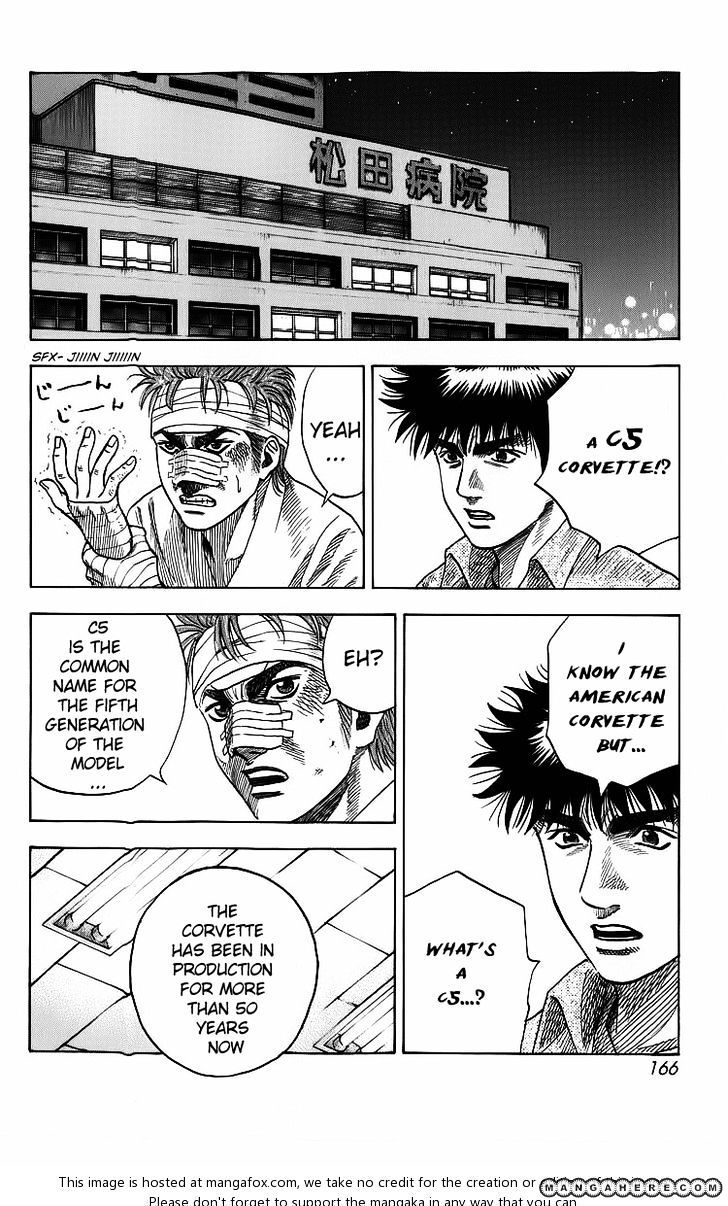 松田病院
SFX- JIIIIN JIIIIIN
A C5
CORVETTE!?
YEAH
...
じーん
じーん
I
KNOW THE
AMERICAN
CORVETTE
BUT...
WHAT'S
A
C5...?
EH?
C5
IS THE
COMMON
NAME FOR
THE FIFTH
GENERATION
OF THE
MODEL
...
THE
CORVETTE
HAS BEEN IN
PRODUCTION
FOR MORE
THAN 50
YEARS
NOW
166
This image is hosted at mangafox.com, we take no credit for the creation or
MANGAHERE.COM
Please don't forget to support the mangaka in any way that you can